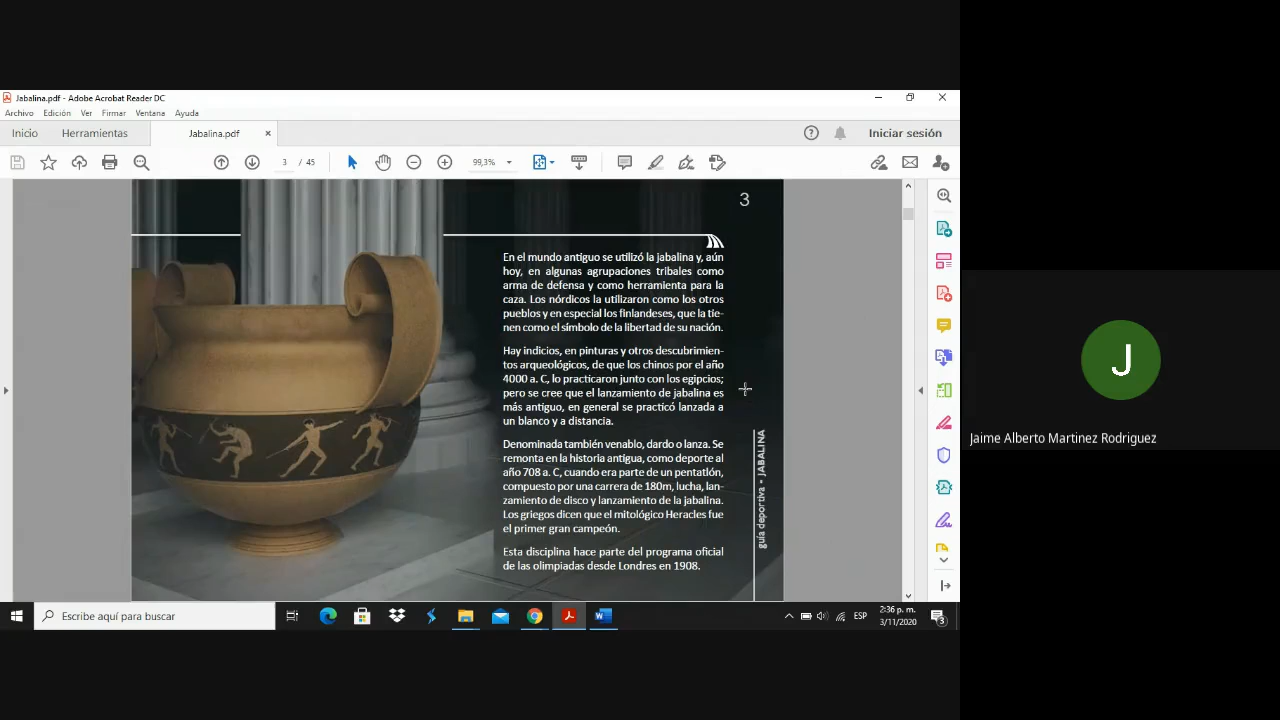 Jabalina.pdf - Adobe Acrobat Reader DC
Archivo Edición Ver Firmar Ventana Ayuda
Inicio Herramientas Jabalina.pdf × Iniciar sesión
3 / 45 99,3%
3
En el mundo antiguo se utilizó la jabalina y, aún
hoy, en algunas agrupaciones tribales como
arma de defensa y como herramienta para la
caza. Los nórdicos la utilizaron como los otros
pueblos y en especial los finlandeses, que la tie-
nen como el símbolo de la libertad de su nación.
Hay indicios, en pinturas y otros descubrimien-
tos arqueológicos, de que los chinos por el año
4000 a. C, lo practicaron junto con los egipcios;
pero se cree que el lanzamiento de jabalina es
más antiguo, en general se practicó lanzada a
un blanco y a distancia.
Denominada también venablo, dardo o lanza. Se
remonta en la historia antigua, como deporte al
año 708 a. C, cuando era parte de un pentatlón,
compuesto por una carrera de 180m, lucha, lan-
zamiento de disco y lanzamiento de la jabalina.
Los griegos dicen que el mitológico Heracles fue
el primer gran campeón.
Esta disciplina hace parte del programa oficial
de las olimpiadas desde Londres en 1908.
guía deportiva • JABALINA
J
Jaime Alberto Martinez Rodriguez
Escribe aquí para buscar
ESP
2:36 p. m.
3/11/2020
3